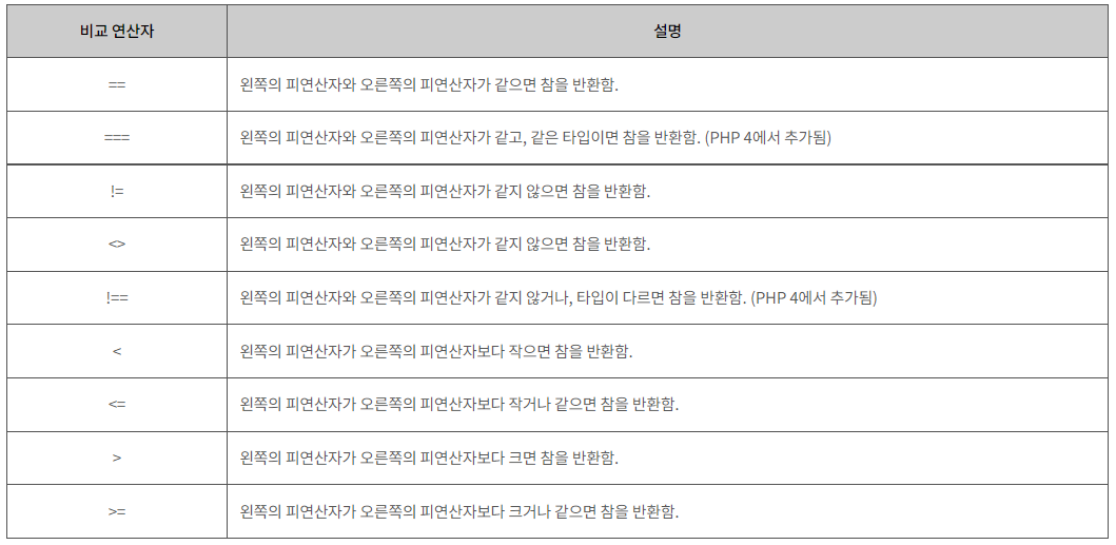 비교 연산자 설명
== 왼쪽의 피연산자와 오른쪽의 피연산자가 같으면 참을 반환함.
=== 왼쪽의 피연산자와 오른쪽의 피연산자가 같고, 같은 타입이면 참을 반환함. (PHP 4에서 추가됨)
!= 왼쪽의 피연산자와 오른쪽의 피연산자가 같지 않으면 참을 반환함.
<> 왼쪽의 피연산자와 오른쪽의 피연산자가 같지 않으면 참을 반환함.
!== 왼쪽의 피연산자와 오른쪽의 피연산자가 같지 않거나, 타입이 다르면 참을 반환함. (PHP 4에서 추가됨)
< 왼쪽의 피연산자가 오른쪽의 피연산자보다 작으면 참을 반환함.
<= 왼쪽의 피연산자가 오른쪽의 피연산자보다 작거나 같으면 참을 반환함.
> 왼쪽의 피연산자가 오른쪽의 피연산자보다 크면 참을 반환함.
>= 왼쪽의 피연산자가 오른쪽의 피연산자보다 크거나 같으면 참을 반환함.